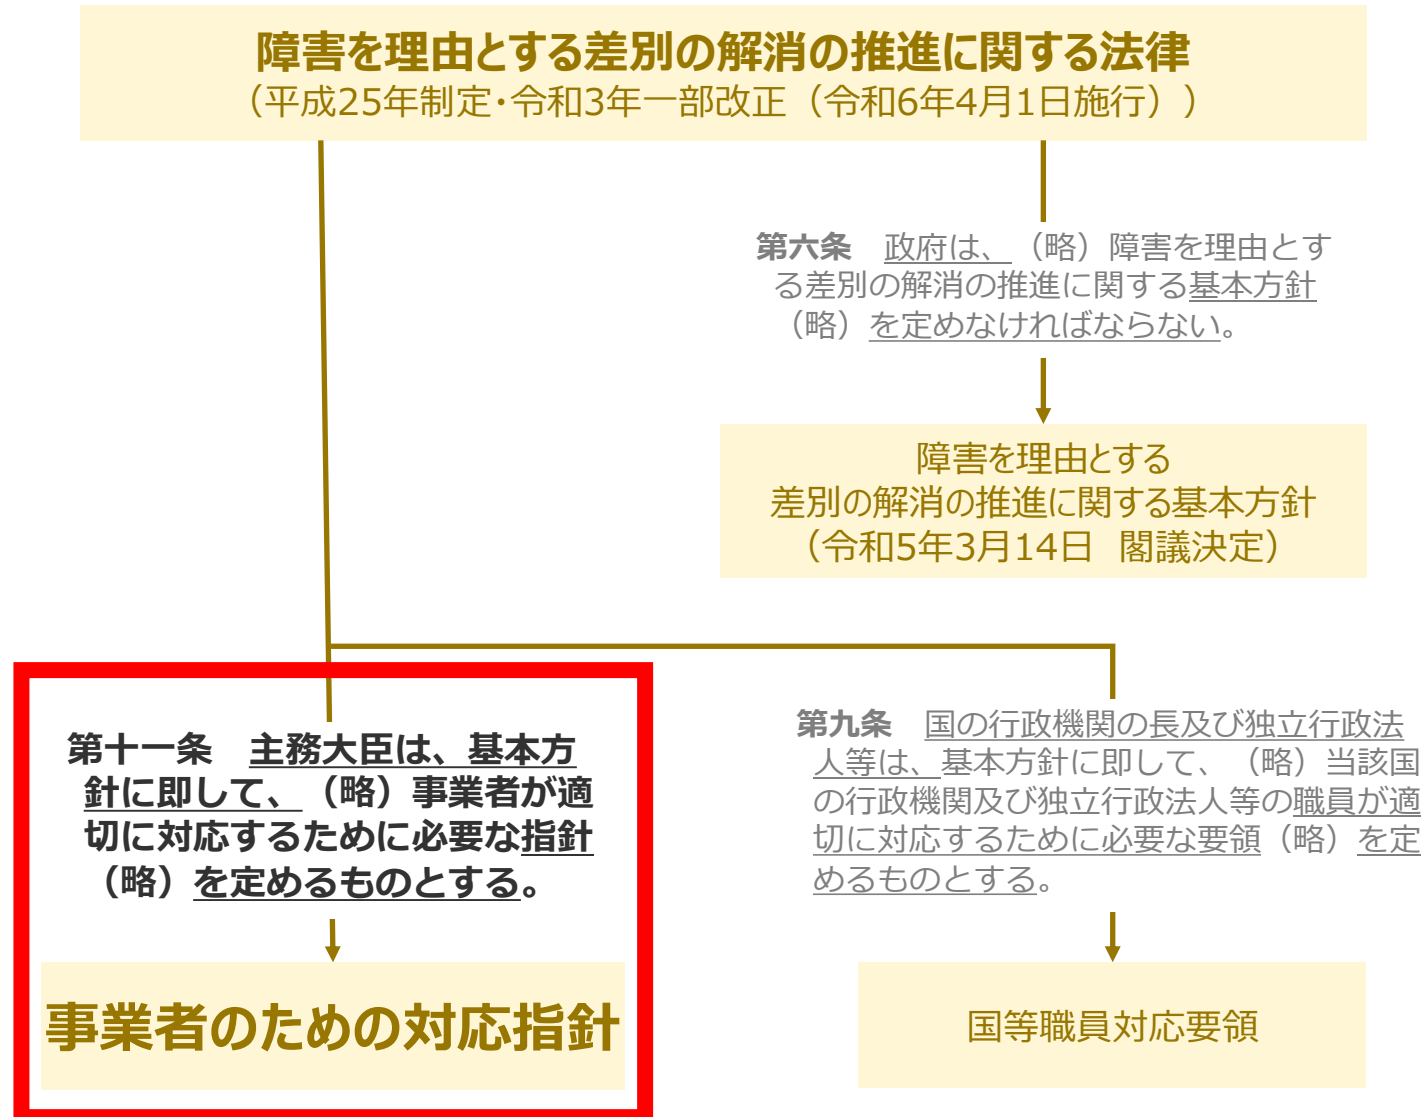 障害を理由とする差別の解消の推進に関する法律
（平成25年制定・令和3年一部改正（令和6年4月1日施行））
第六条　政府は、（略）障害を理由とす
る差別の解消の推進に関する基本方針
（略）を定めなければならない。
障害を理由とする
差別の解消の推進に関する基本方針
（令和5年3月14日　閣議決定）
第十一条　主務大臣は、基本方
針に即して、（略）事業者が適
切に対応するために必要な指針
（略）を定めるものとする。
事業者のための対応指針
第九条　国の行政機関の長及び独立行政法
人等は、基本方針に即して、（略）当該国
の行政機関及び独立行政法人等の職員が適
切に対応するために必要な要領（略）を定
めるものとする。
国等職員対応要領